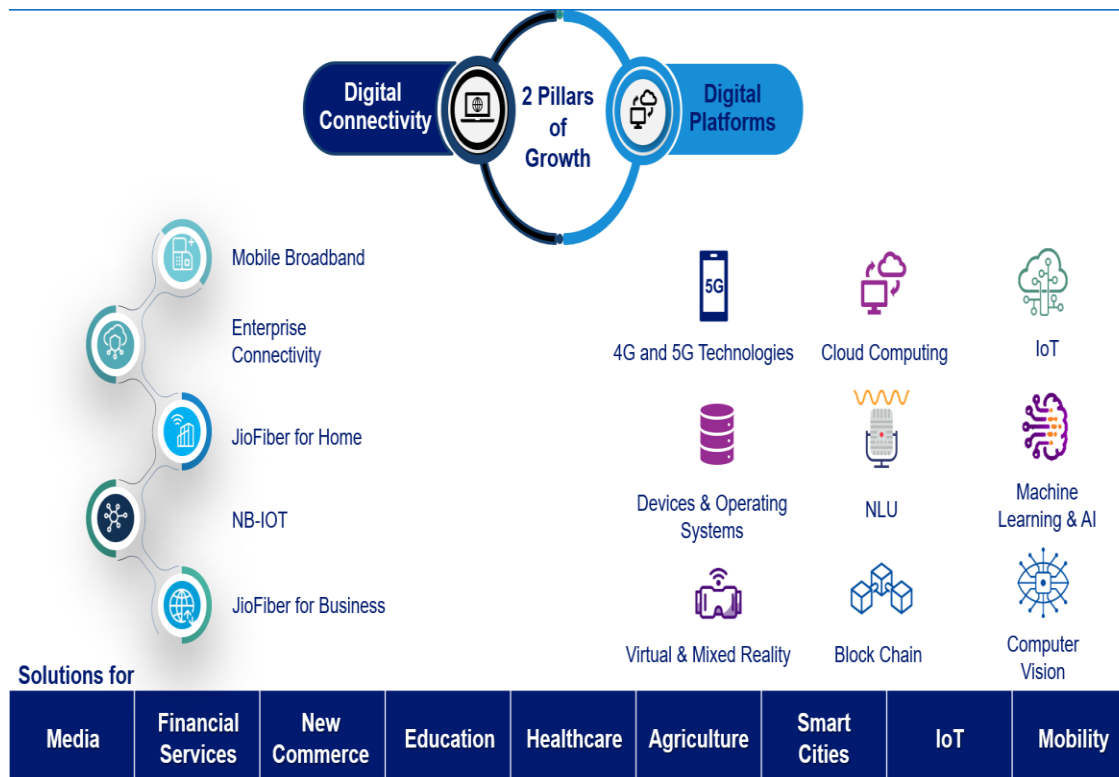 Digital
Connectivity
2 Pillars
of
Growth
Digital
Platforms
Mobile Broadband
Enterprise
Connectivity
JioFiber for Home
NB-IOT
JioFiber for Business
5G
4G and 5G Technologies
Cloud Computing
IoT
Devices & Operating
Systems
NLU
Machine
Learning & AI
Virtual & Mixed Reality
Block Chain
Computer
Vision
Solutions for
Media
Financial
Services
New
Commerce
Education
Healthcare
Agriculture
Smart
Cities
IoT
Mobility